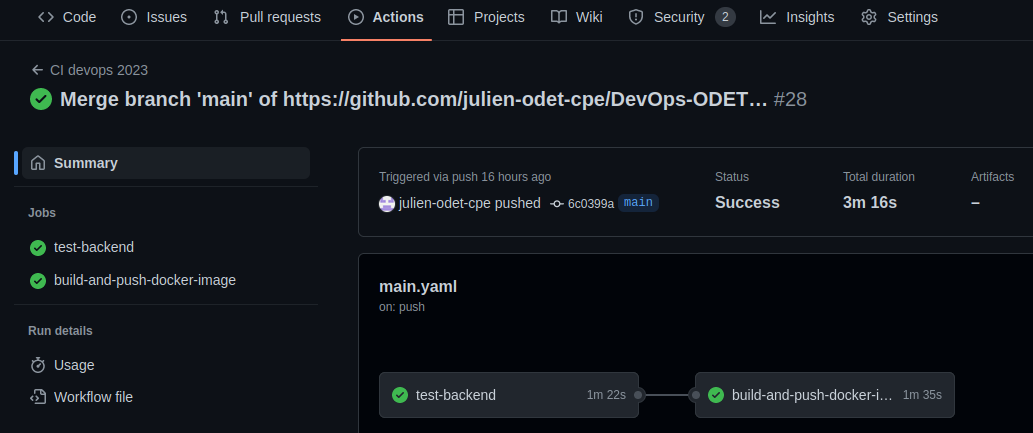 Code Issues Pull requests Actions Projects Wiki Security 2 Insights Settings
CI devops 2023
Merge branch 'main' of https://github.com/julien-odet-cpe/DevOps-ODET… #28
Summary
Jobs
test-backend
build-and-push-docker-image
Run details
Usage
Workflow file
Triggered via push 16 hours ago
julien-odet-cpe pushed 6c0399a main
Status
Success
Total duration
3m 16s
Artifacts
–
main.yaml
on: push
test-backend 1m 22s
build-and-push-docker-i… 1m 35s